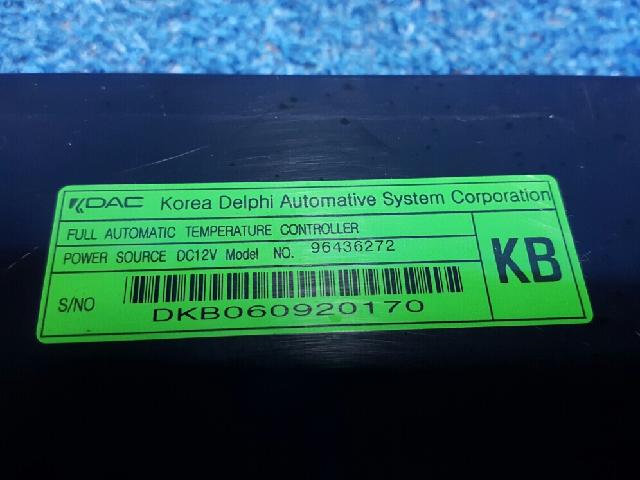 KDAC Korea Delphi Automative System Corporation
FULL AUTOMATIC TEMPERATURE CONTROLLER
POWER SOURCE DC12V Model NO. 96436272
KB
S/NO
DKB060920170